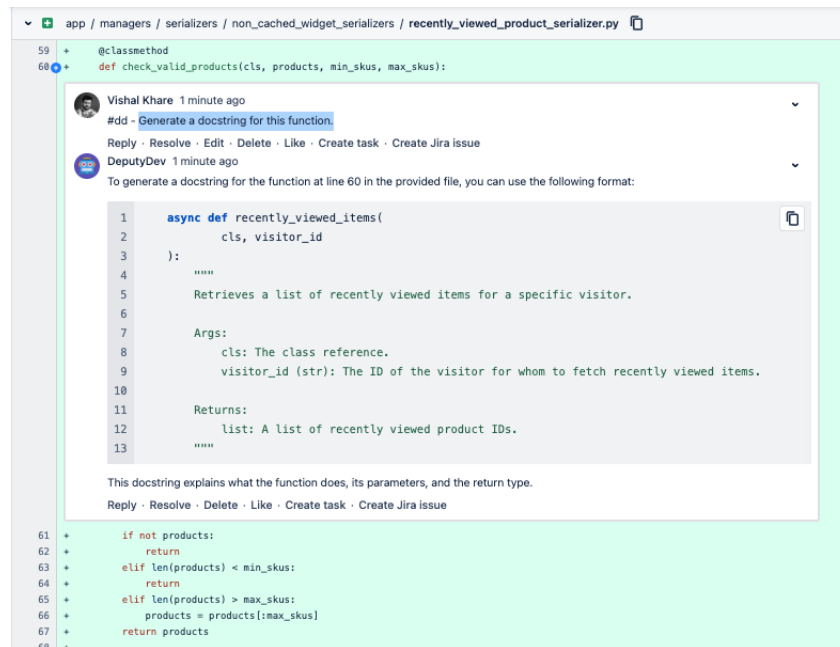 app / managers / serializers / non_cached_widget_serializers / recently_viewed_product_serializer.py
59 + @classmethod
60 + def check_valid_products(cls, products, min_skus, max_skus):
Vishal Khare 1 minute ago
#dd - Generate a docstring for this function.
Reply · Resolve · Edit · Delete · Like · Create task · Create Jira issue
DeputyDev 1 minute ago
To generate a docstring for the function at line 60 in the provided file, you can use the following format:
1 async def recently_viewed_items(
2 cls, visitor_id
3 ):
4 """
5 Retrieves a list of recently viewed items for a specific visitor.
6
7 Args:
8 cls: The class reference.
9 visitor_id (str): The ID of the visitor for whom to fetch recently viewed items.
10
11 Returns:
12 list: A list of recently viewed product IDs.
13 """
This docstring explains what the function does, its parameters, and the return type.
Reply · Resolve · Delete · Like · Create task · Create Jira issue
61 + if not products:
62 + return
63 + elif len(products) < min_skus:
64 + return
65 + elif len(products) > max_skus:
66 + products = products[:max_skus]
67 + return products
68 +